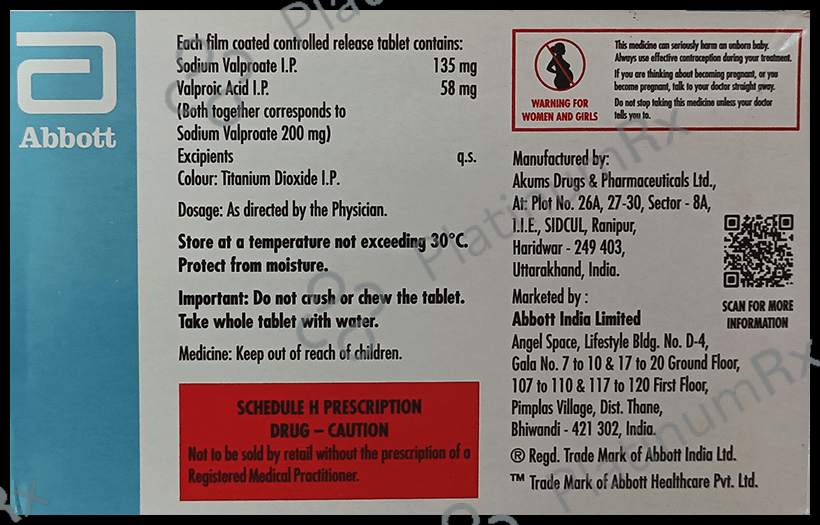 Abbott
Each film coated controlled release tablet contains:
Sodium Valproate I.P. 135 mg
Valproic Acid I.P. 58 mg
(Both together corresponds to
Sodium Valproate 200 mg)
Excipients q.s.
Colour: Titanium Dioxide I.P.
Dosage: As directed by the Physician.
Store at a temperature not exceeding 30°C.
Protect from moisture.
Important: Do not crush or chew the tablet.
Take whole tablet with water.
Medicine: Keep out of reach of children.
SCHEDULE H PRESCRIPTION
DRUG – CAUTION
Not to be sold by retail without the prescription of a
Registered Medical Practitioner.
WARNING FOR
WOMEN AND GIRLS
This medicine can seriously harm an unborn baby.
Always use effective contraception during your treatment.
If you are thinking about becoming pregnant, or you
become pregnant, talk to your doctor straight away.
Do not stop taking this medicine unless your doctor
tells you to.
Manufactured by:
Akums Drugs & Pharmaceuticals Ltd.,
At: Plot No. 26A, 27-30, Sector - 8A,
I.I.E., SIDCUL, Ranipur,
Haridwar - 249 403,
Uttarakhand, India.
SCAN FOR MORE
INFORMATION
Marketed by :
Abbott India Limited
Angel Space, Lifestyle Bldg. No. D-4,
Gala No. 7 to 10 & 17 to 20 Ground Floor,
107 to 110 & 117 to 120 First Floor,
Pimplas Village, Dist. Thane,
Bhiwandi - 421 302, India.
® Regd. Trade Mark of Abbott India Ltd.
™ Trade Mark of Abbott Healthcare Pvt. Ltd.
PlatinumRx
PlatinumRx
PlatinumRx
Rx